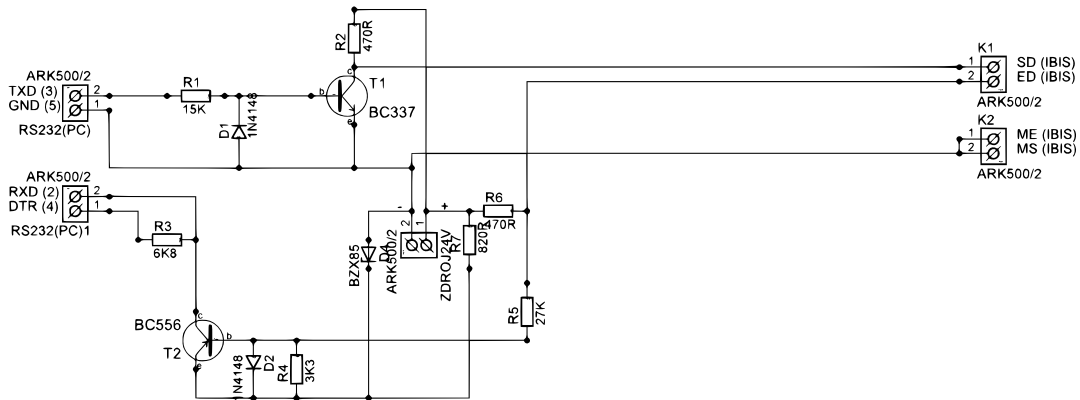 R2
470R
c
T1
b
e
BC337
ARK500/2
TXD (3)
GND (5)
2
1
RS232(PC)
R1
15K
D1
1N4148
K1
1
2
SD (IBIS)
ED (IBIS)
ARK500/2
K2
1
2
ME (IBIS)
MS (IBIS)
ARK500/2
ARK500/2
RXD (2)
DTR (4)
2
1
RS232(PC)1
R3
6K8
-
+
2
1
BZX85
D4
ARK500/2
ZDROJ24V
R7
820R
R6
470R
R5
27K
BC556
T2
c
b
e
1N4148
D2
R4
3K3